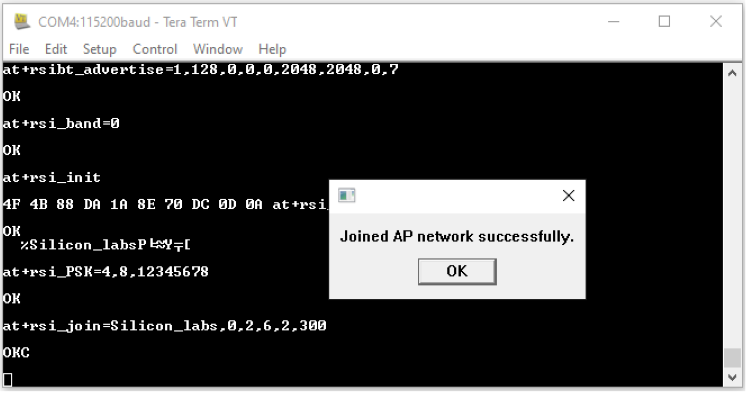 COM4:115200baud - Tera Term VT
File Edit Setup Control Window Help
at+rsibt_advertise=1,128,0,0,0,2048,2048,0,7
OK
at+rsi_band=0
OK
at+rsi_init
4F 4B 88 DA 1A 8E 70 DC 0D 0A at+rsi_
OK
%Silicon_labsP╘≈Y╤[
at+rsi_PSK=4,8,12345678
OK
at+rsi_join=Silicon_labs,0,2,6,2,300
OKC
Joined AP network successfully.
OK